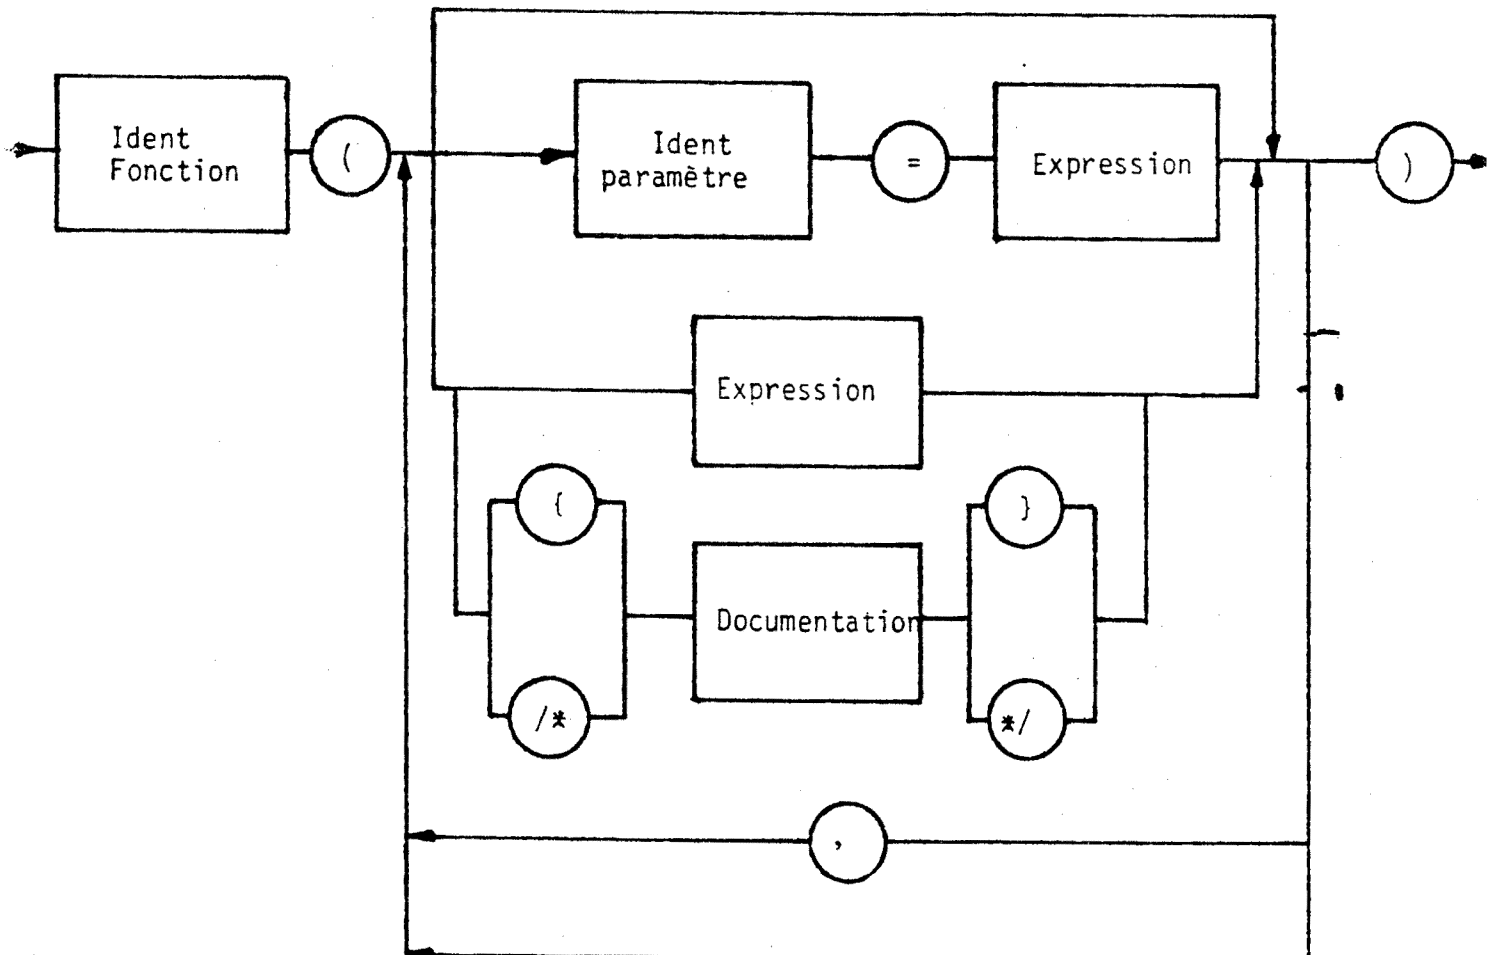 Ident
Fonction
(
Ident
paramètre
=
Expression
)
Expression
{
}
Documentation
/*
*/
,